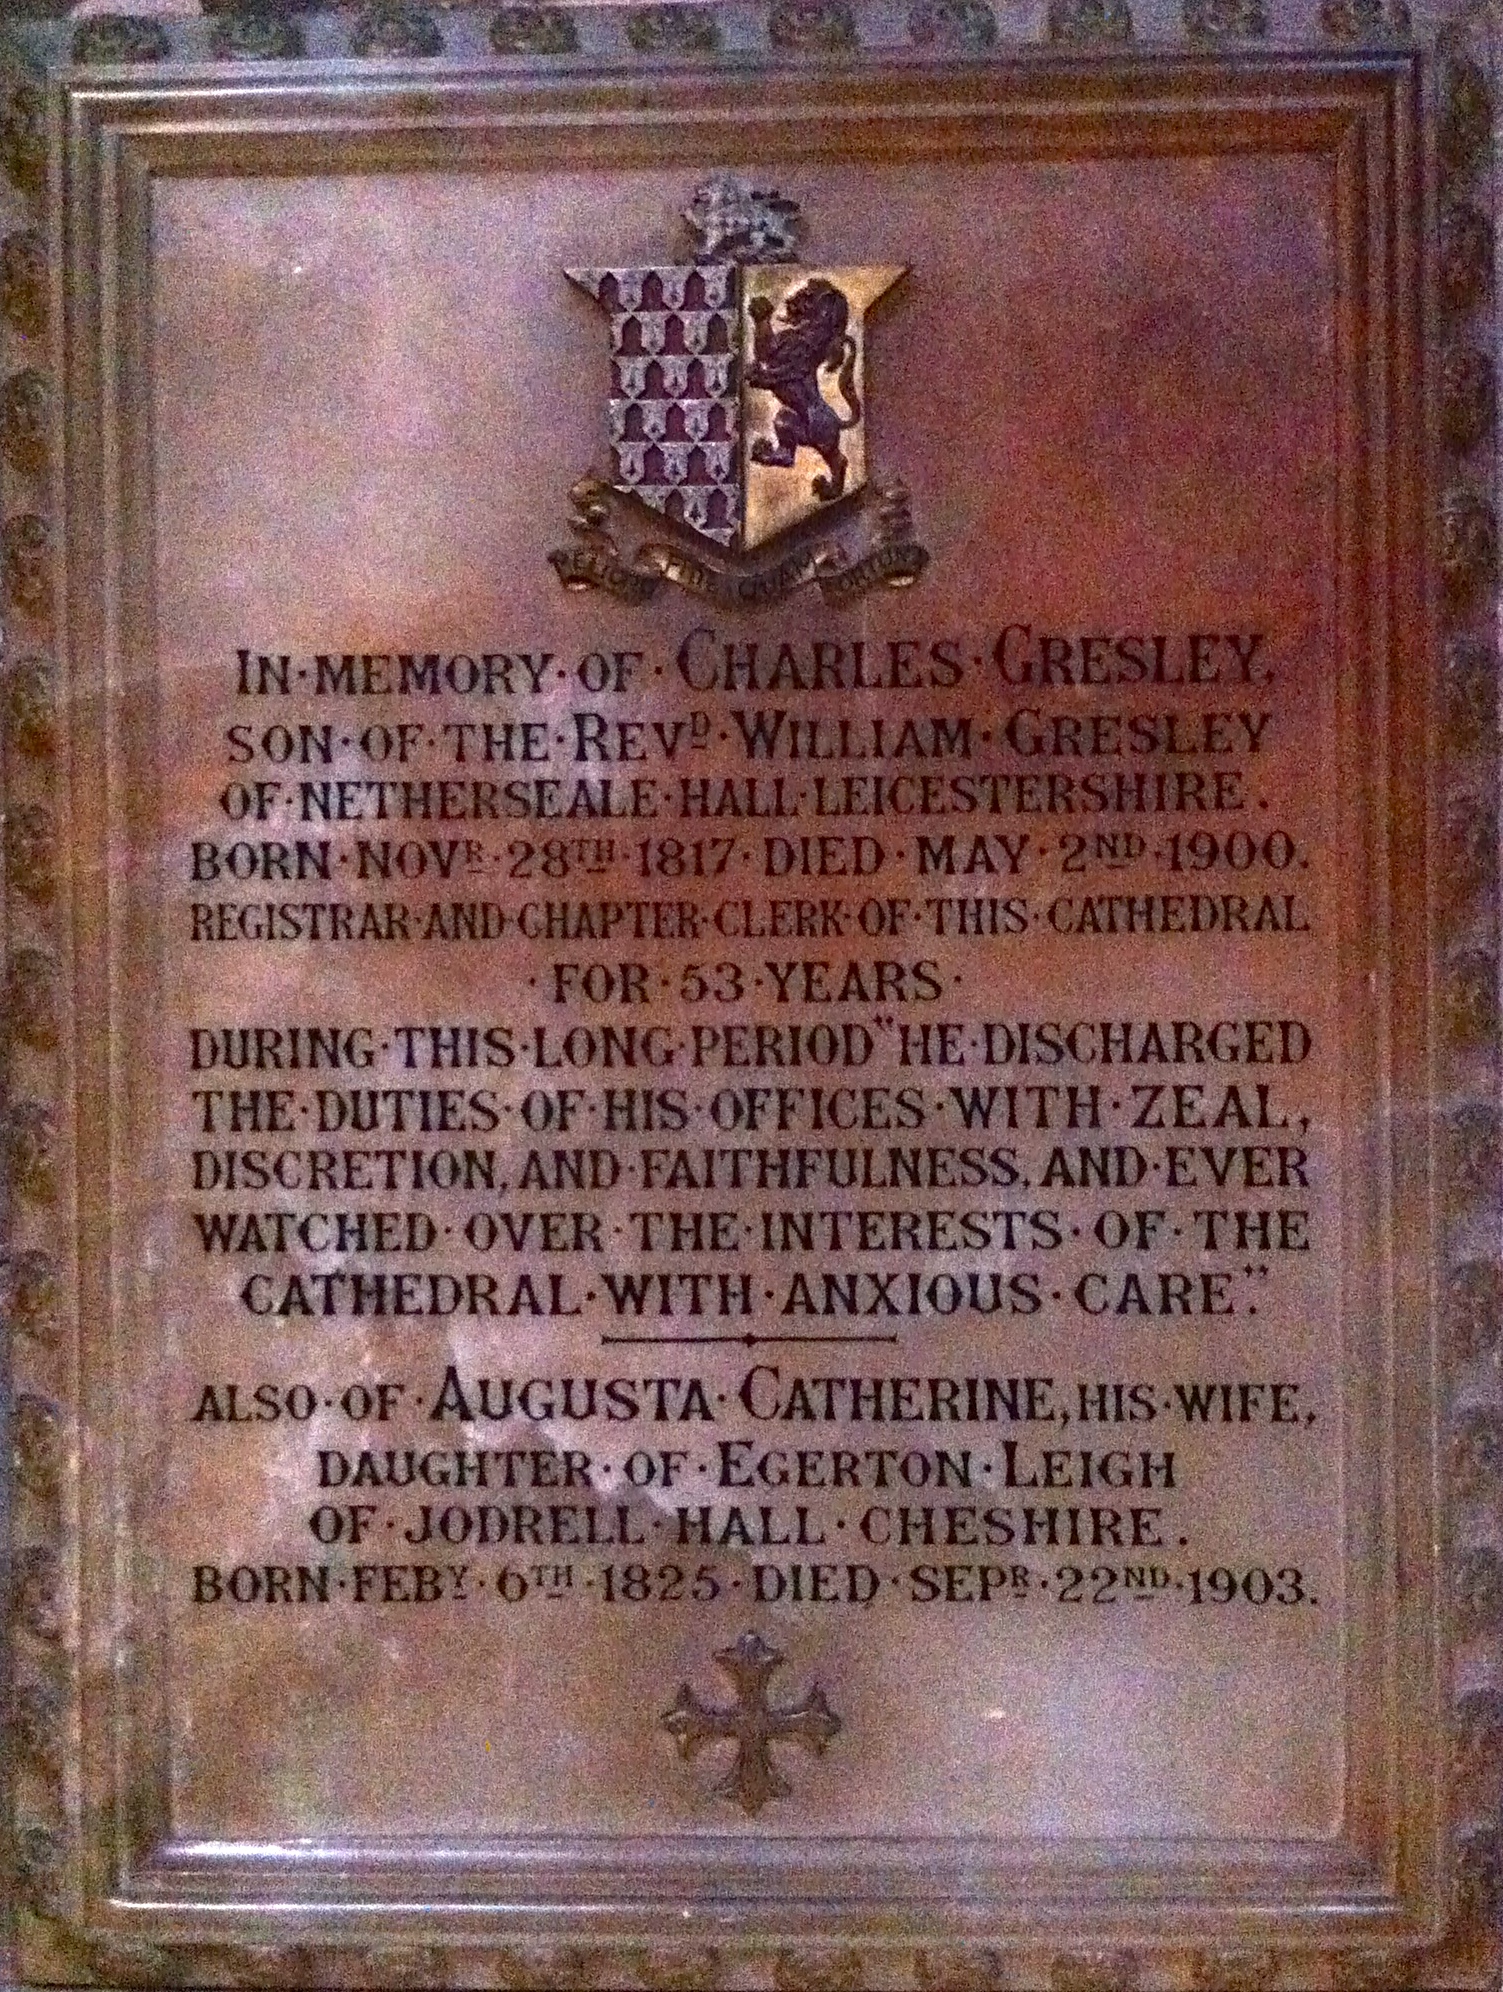 MELIOR FIDE QUAM FORTUNA
IN·MEMORY·OF·CHARLES·GRESLEY,
SON·OF·THE·REVD·WILLIAM·GRESLEY
OF·NETHERSEALE·HALL·LEICESTERSHIRE.
BORN·NOVR·28TH·1817·DIED·MAY·2ND·1900.
REGISTRAR·AND·CHAPTER·CLERK·OF·THIS·CATHEDRAL
·FOR·53·YEARS·
DURING·THIS·LONG·PERIOD "HE·DISCHARGED
THE·DUTIES·OF·HIS·OFFICES·WITH·ZEAL,
DISCRETION, AND·FAITHFULNESS, AND·EVER
WATCHED·OVER·THE·INTERESTS·OF·THE
CATHEDRAL·WITH·ANXIOUS·CARE."
ALSO·OF·AUGUSTA·CATHERINE, HIS·WIFE,
DAUGHTER·OF·EGERTON·LEIGH
OF·JODRELL·HALL·CHESHIRE.
BORN·FEBY·6TH·1825·DIED·SEPR·22ND·1903.